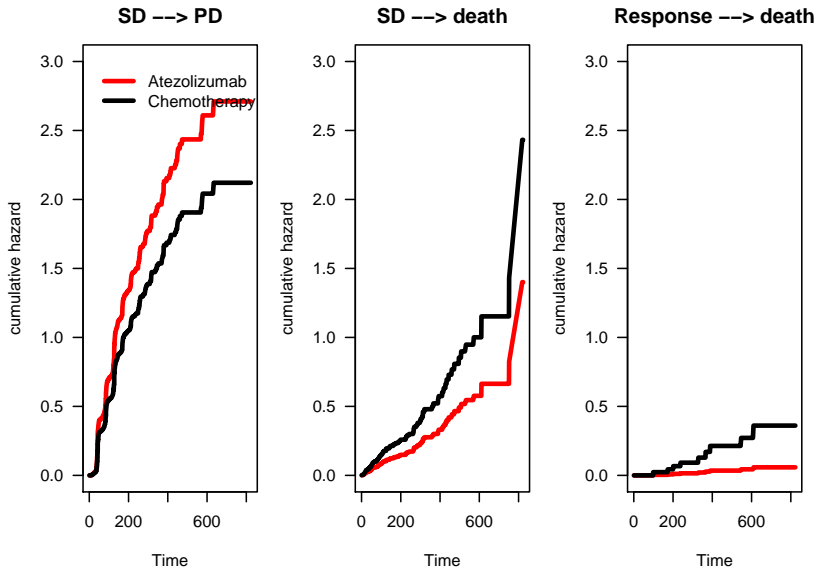 SD −−> PD
cumulative hazard
3.0
2.5
2.0
1.5
1.0
0.5
0.0
Atezolizumab
Chemotherapy
0 200 600
Time
SD −−> death
cumulative hazard
3.0
2.5
2.0
1.5
1.0
0.5
0.0
0 200 600
Time
Response −−> death
cumulative hazard
3.0
2.5
2.0
1.5
1.0
0.5
0.0
0 200 600
Time